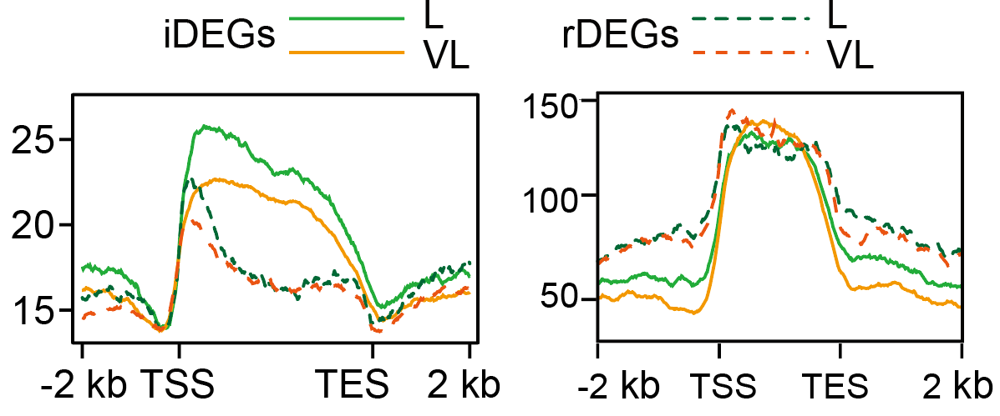 iDEGs L
VL
rDEGs L
VL
25
20
15
-2 kb TSS TES 2 kb
150
100
50
-2 kb TSS TES 2 kb